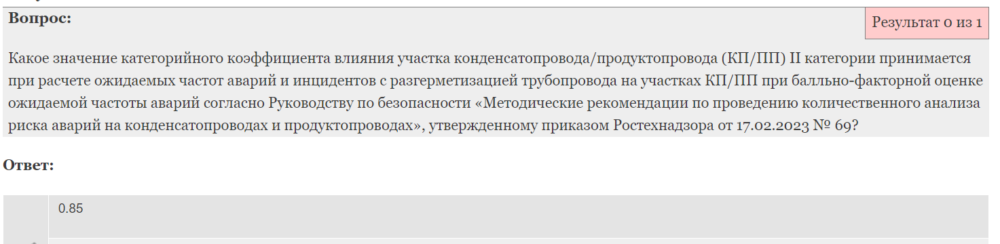 Вопрос:
Результат 0 из 1
Какое значение категорийного коэффициента влияния участка конденсатопровода/продуктопровода (КП/ПП) II категории принимается
при расчете ожидаемых частот аварий и инцидентов с разгерметизацией трубопровода на участках КП/ПП при балльно-факторной оценке
ожидаемой частоты аварий согласно Руководству по безопасности «Методические рекомендации по проведению количественного анализа
риска аварий на конденсатопроводах и продуктопроводах», утвержденному приказом Ростехнадзора от 17.02.2023 № 69?
Ответ:
0.85